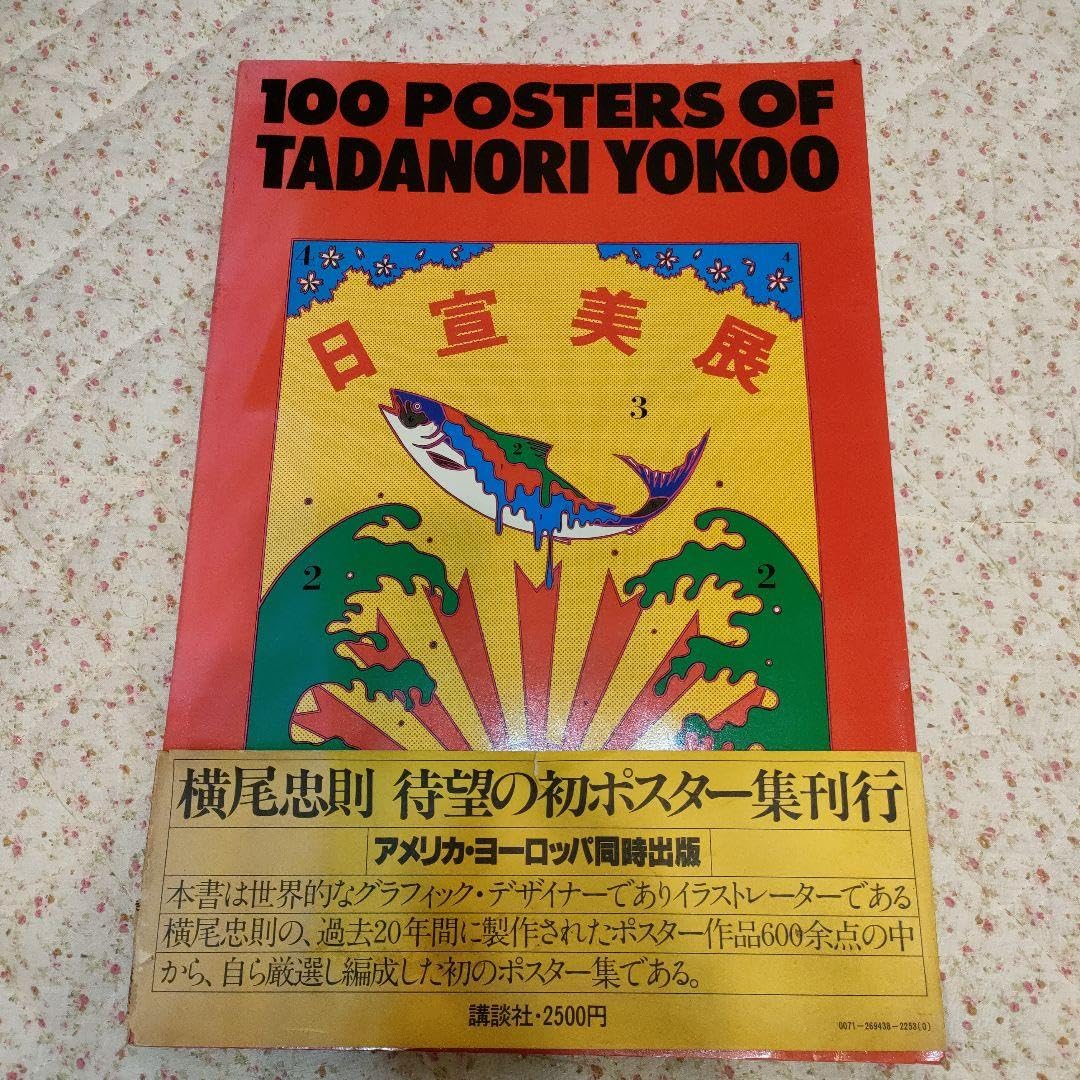 100 POSTERS OF
TADANORI YOKOO
4
4
日宣美展
3
2
2
2
横尾忠則 待望の初ポスター集刊行
アメリカ・ヨーロッパ同時出版
本書は世界的なグラフィック・デザイナーでありイラストレーターである
横尾忠則の、過去20年間に製作されたポスター作品600余点の中
から、自ら厳選し編成した初のポスター集である。
講談社・2500円
0071-269438-2253(0)